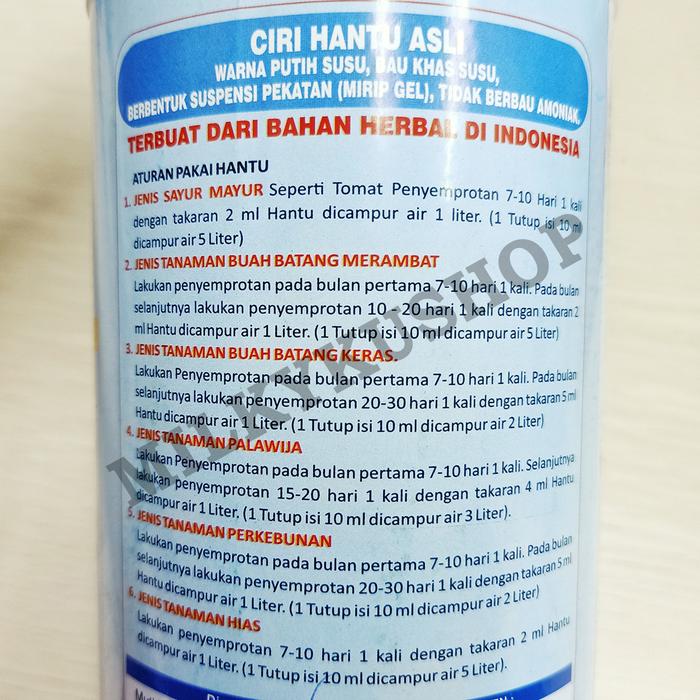 CIRI HANTU ASLI
WARNA PUTIH SUSU, BAU KHAS SUSU,
BERBENTUK SUSPENSI PEKATAN (MIRIP GEL), TIDAK BERBAU AMONIAK.
TERBUAT DARI BAHAN HERBAL DI INDONESIA
ATURAN PAKAI HANTU
1. JENIS SAYUR MAYUR Seperti Tomat Penyemprotan 7-10 Hari 1 kali
dengan takaran 2 ml Hantu dicampur air 1 liter. (1 Tutup isi 10 ml
dicampur air 5 Liter)
2. JENIS TANAMAN BUAH BATANG MERAMBAT
Lakukan penyemprotan pada bulan pertama 7-10 hari 1 kali. Pada bulan
selanjutnya lakukan penyemprotan 10 - 20 hari 1 kali dengan takaran 2
ml Hantu dicampur air 1 Liter. (1 Tutup isi 10 ml dicampur air 5 Liter)
3. JENIS TANAMAN BUAH BATANG KERAS.
Lakukan Penyemprotan pada bulan pertama 7-10 hari 1 kali. Pada bulan
selanjutnya lakukan penyemprotan 20-30 hari 1 kali dengan takaran 5 ml
Hantu dicampur air 1 Liter. (1 Tutup isi 10 ml dicampur air 2 Liter)
4. JENIS TANAMAN PALAWIJA
Lakukan Penyemprotan pada bulan pertama 7-10 hari 1 kali. Selanjutnya
lakukan penyemprotan 15-20 hari 1 kali dengan takaran 4 ml Hantu
dicampur air 1 Liter. (1 Tutup isi 10 ml dicampur air 3 Liter).
5. JENIS TANAMAN PERKEBUNAN
Lakukan penyemprotan pada bulan pertama 7-10 hari 1 kali. Pada bulan
selanjutnya lakukan penyemprotan 20-30 hari 1 kali dengan takaran 5 ml
Hantu dicampur air 1 Liter. (1 Tutup isi 10 ml dicampur air 2 Liter)
6. JENIS TANAMAN HIAS
Lakukan penyemprotan 7-10 hari 1 kali dengan takaran 2 ml Hantu
dicampur air 1 Liter. (1 Tutup isi 10 ml dicampur air 5 Liter).
MILKYKUSHOP